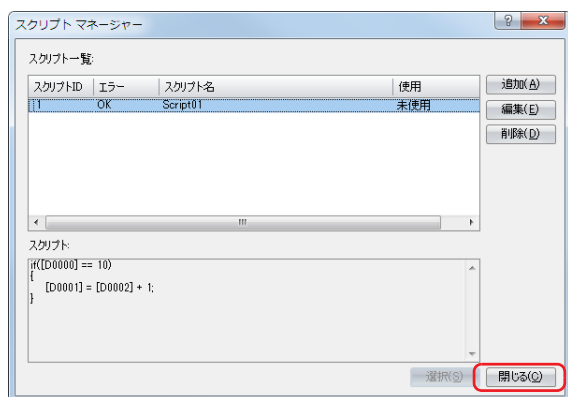 スクリプト マネージャー
スクリプト一覧:
スクリプトID エラー スクリプト名 使用
1 OK Script01 未使用
追加(A)
編集(E)
削除(D)
スクリプト:
if([D0000] == 10)
{
[D0001] = [D0002] + 1;
}
選択(S) 閉じる(C)